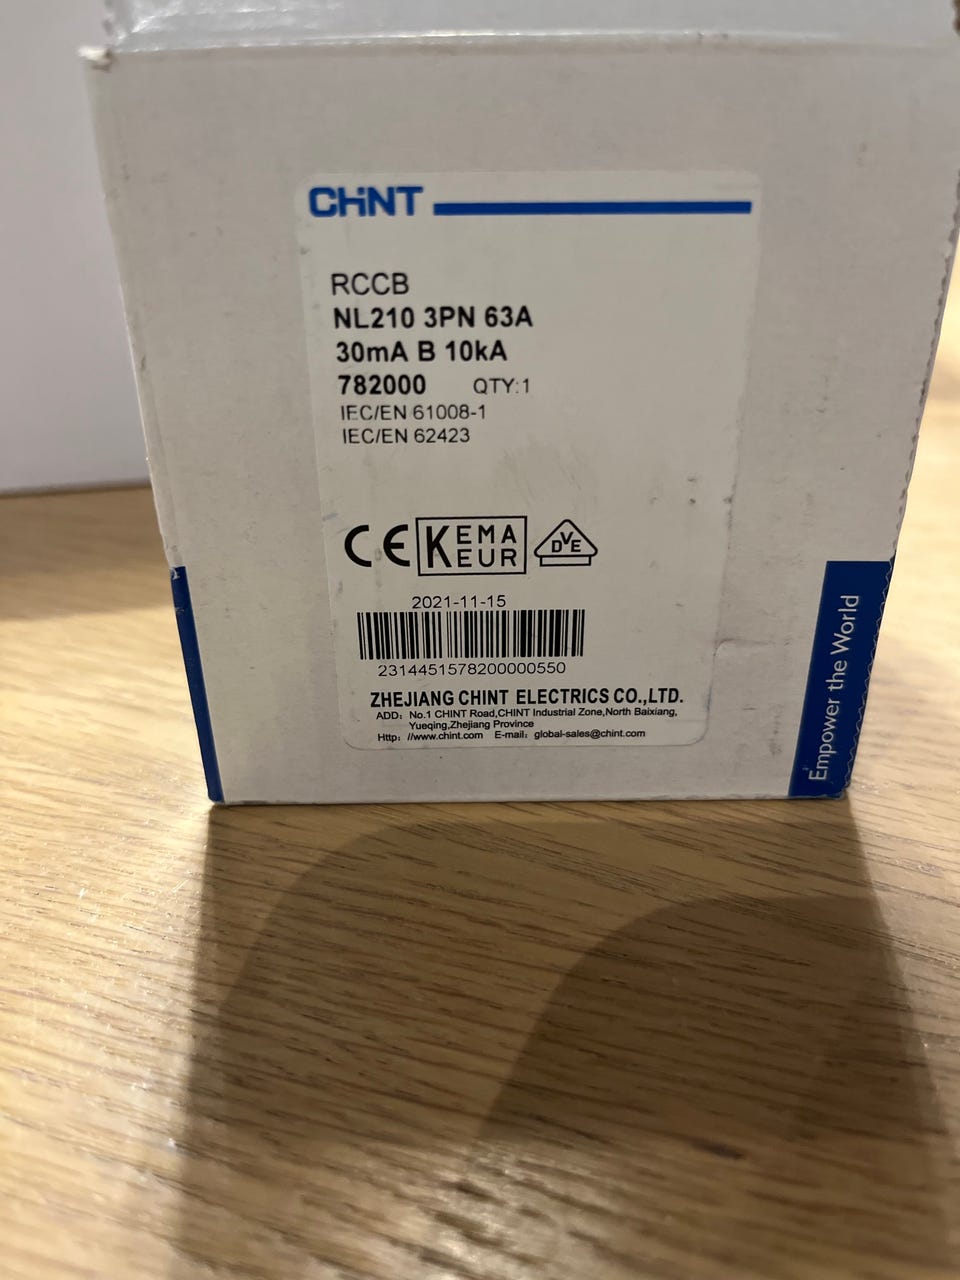 CHiNT
RCCB
NL210 3PN 63A
30mA B 10kA
782000 QTY:1
IEC/EN 61008-1
IEC/EN 62423
CE KEMA EUR DVE
2021-11-15
2314451578200000550
ZHEJIANG CHINT ELECTRICS CO.,LTD.
ADD: No.1 CHINT Road,CHINT Industrial Zone,North Baixiang,
Yueqing,Zhejiang Province
Http: //www.chint.com E-mail: global-sales@chint.com
Empower the World